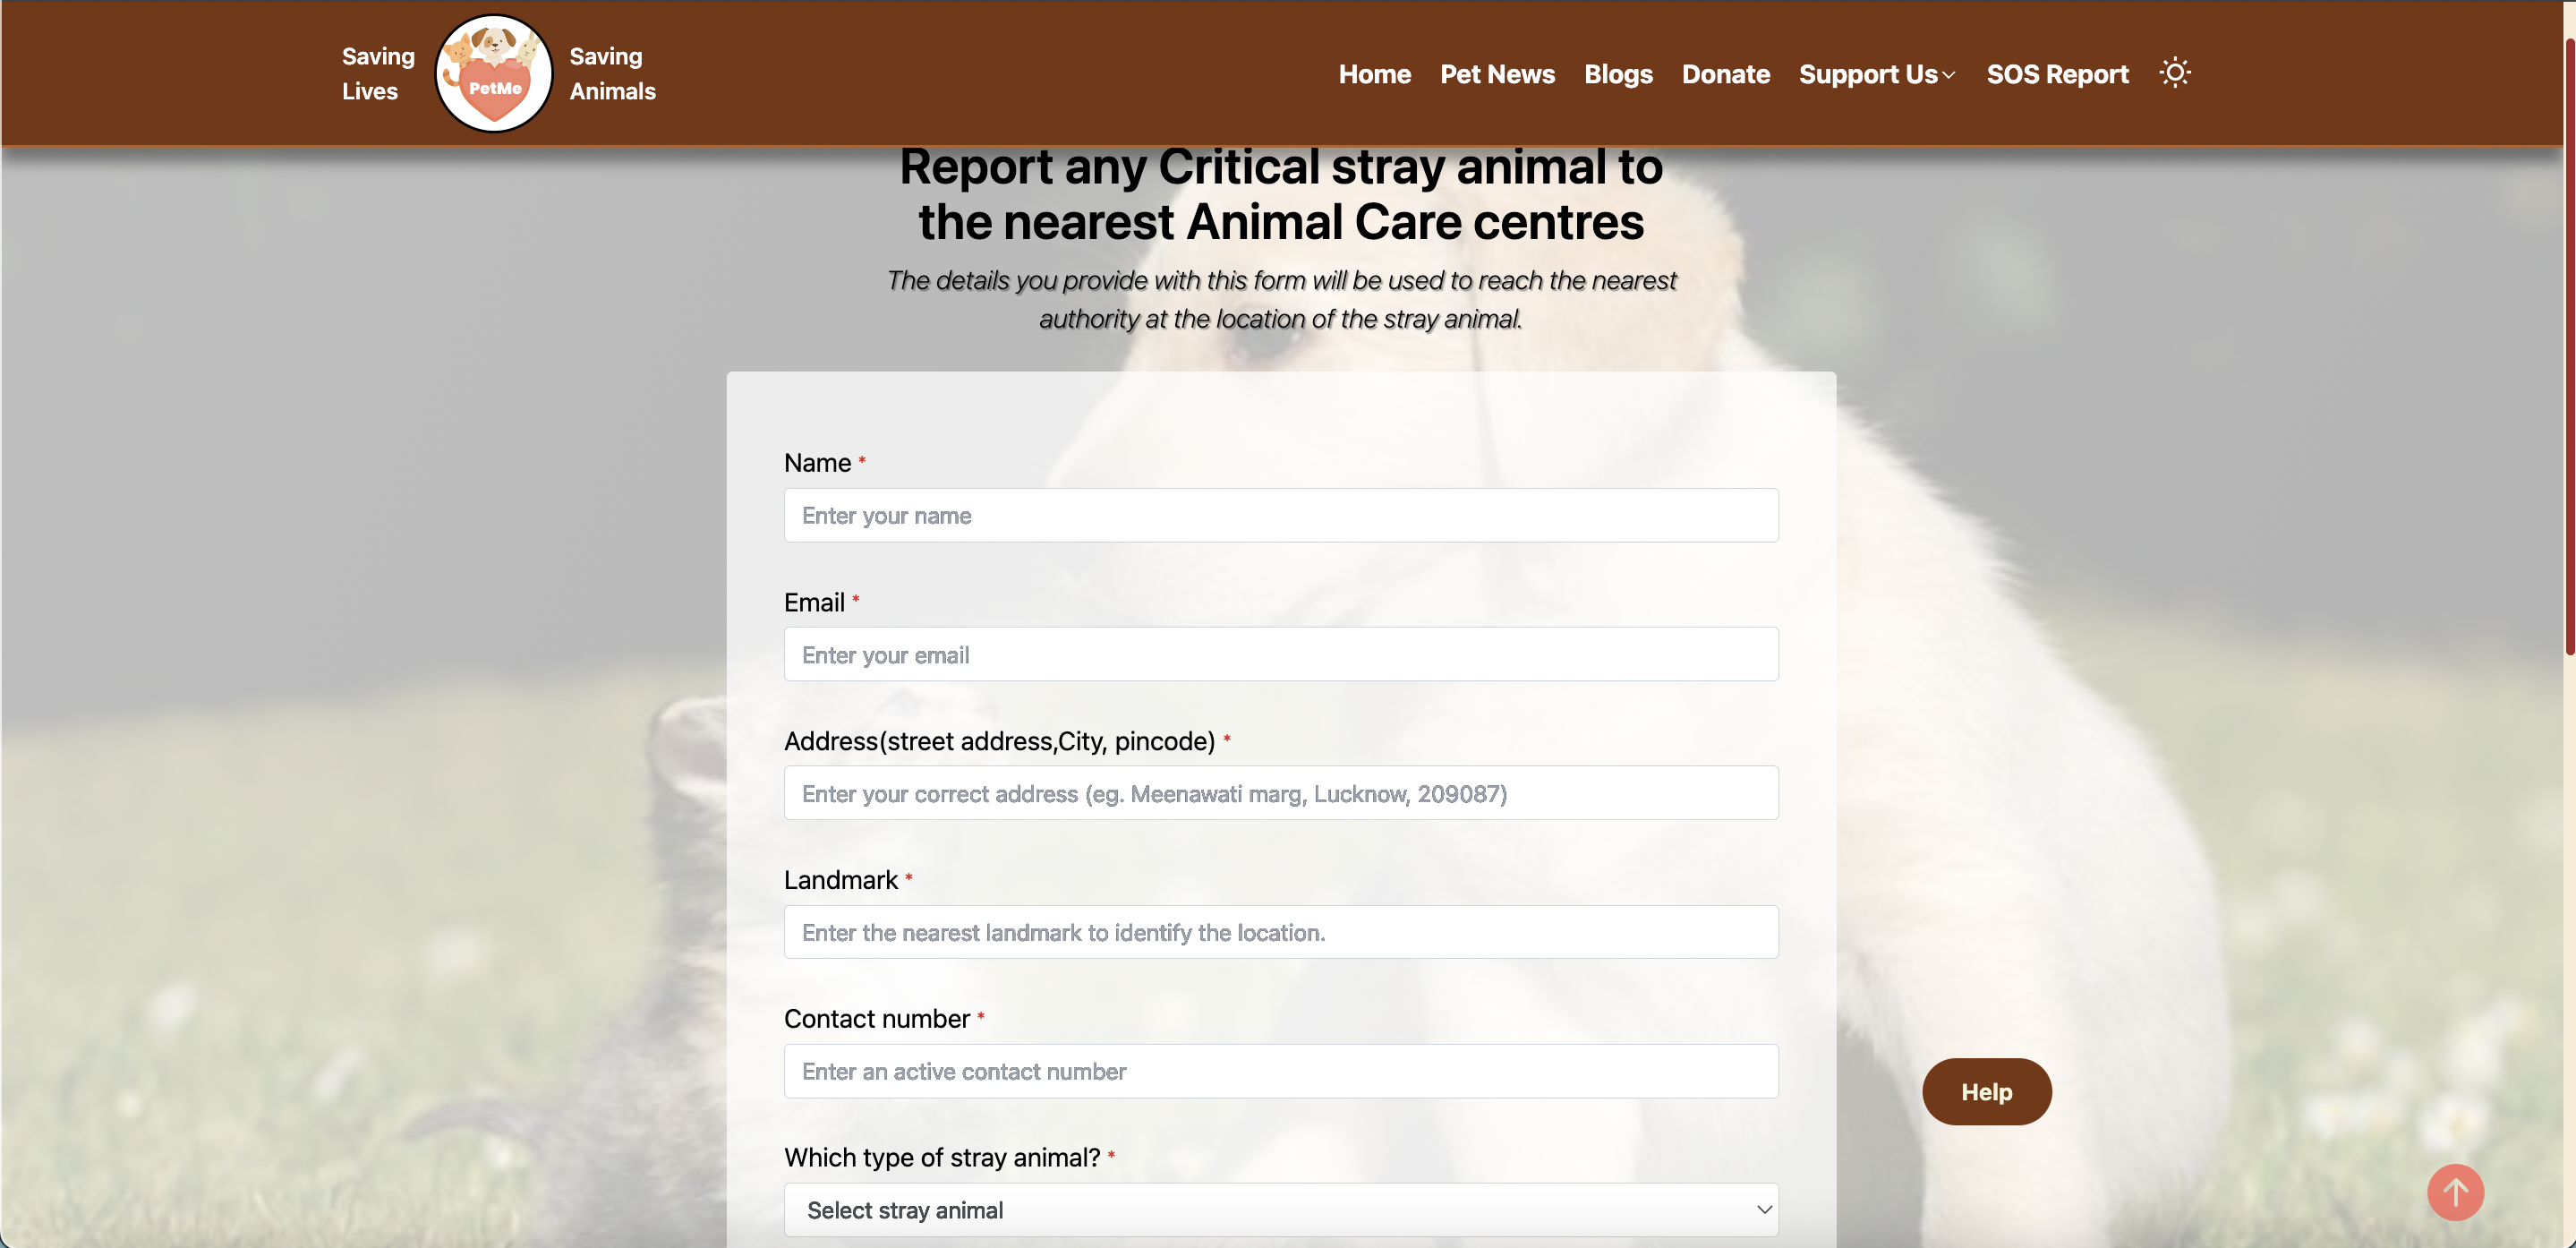 Saving
Lives
PetMe
Saving
Animals
Home
Pet News
Blogs
Donate
Support Us
SOS Report
Report any Critical stray animal to
the nearest Animal Care centres
The details you provide with this form will be used to reach the nearest
authority at the location of the stray animal.
Name *
Enter your name
Email *
Enter your email
Address(street address,City, pincode) *
Enter your correct address (eg. Meenawati marg, Lucknow, 209087)
Landmark *
Enter the nearest landmark to identify the location.
Contact number *
Enter an active contact number
Help
Which type of stray animal? *
Select stray animal